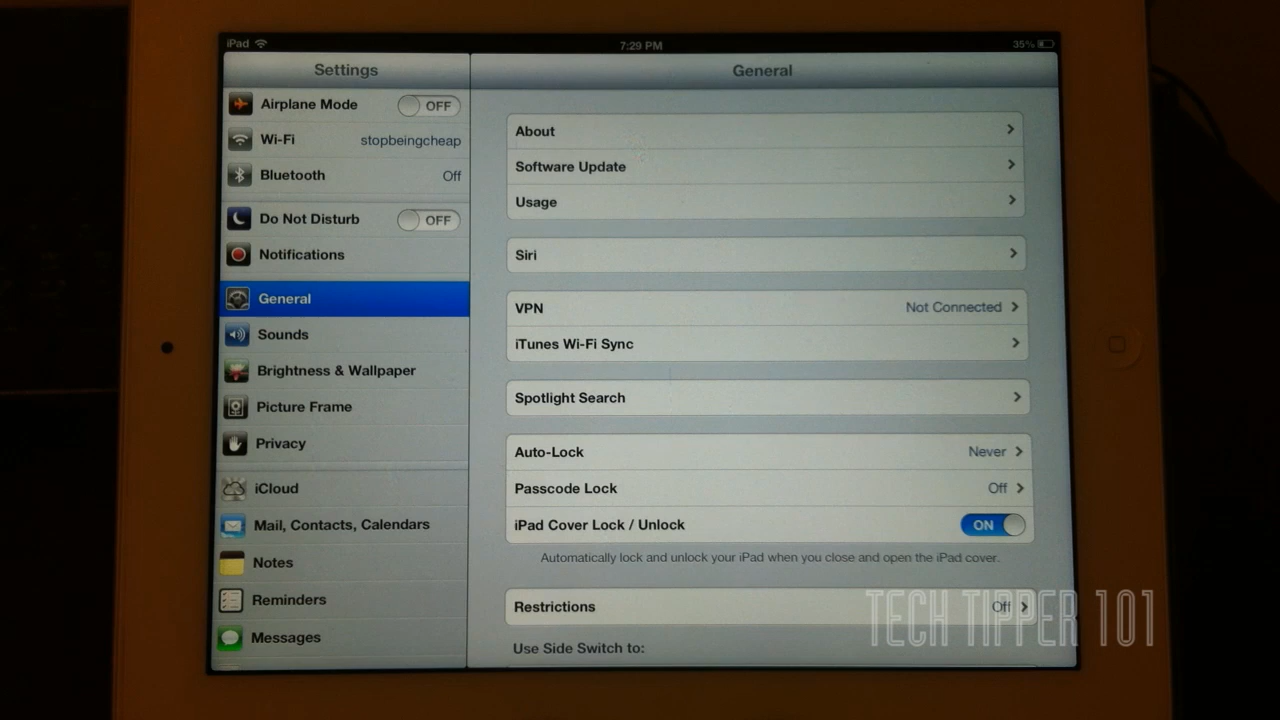 iPad 7:29 PM 35%
Settings
General
Airplane Mode OFF
Wi-Fi stopbeingcheap
Bluetooth Off
Do Not Disturb OFF
Notifications
General
Sounds
Brightness & Wallpaper
Picture Frame
Privacy
iCloud
Mail, Contacts, Calendars
Notes
Reminders
Messages
About
Software Update
Usage
Siri
VPN Not Connected
iTunes Wi-Fi Sync
Spotlight Search
Auto-Lock Never
Passcode Lock Off
iPad Cover Lock / Unlock ON
Automatically lock and unlock your iPad when you close and open the iPad cover.
Restrictions Off
Use Side Switch to:
TECH TIPPER 101